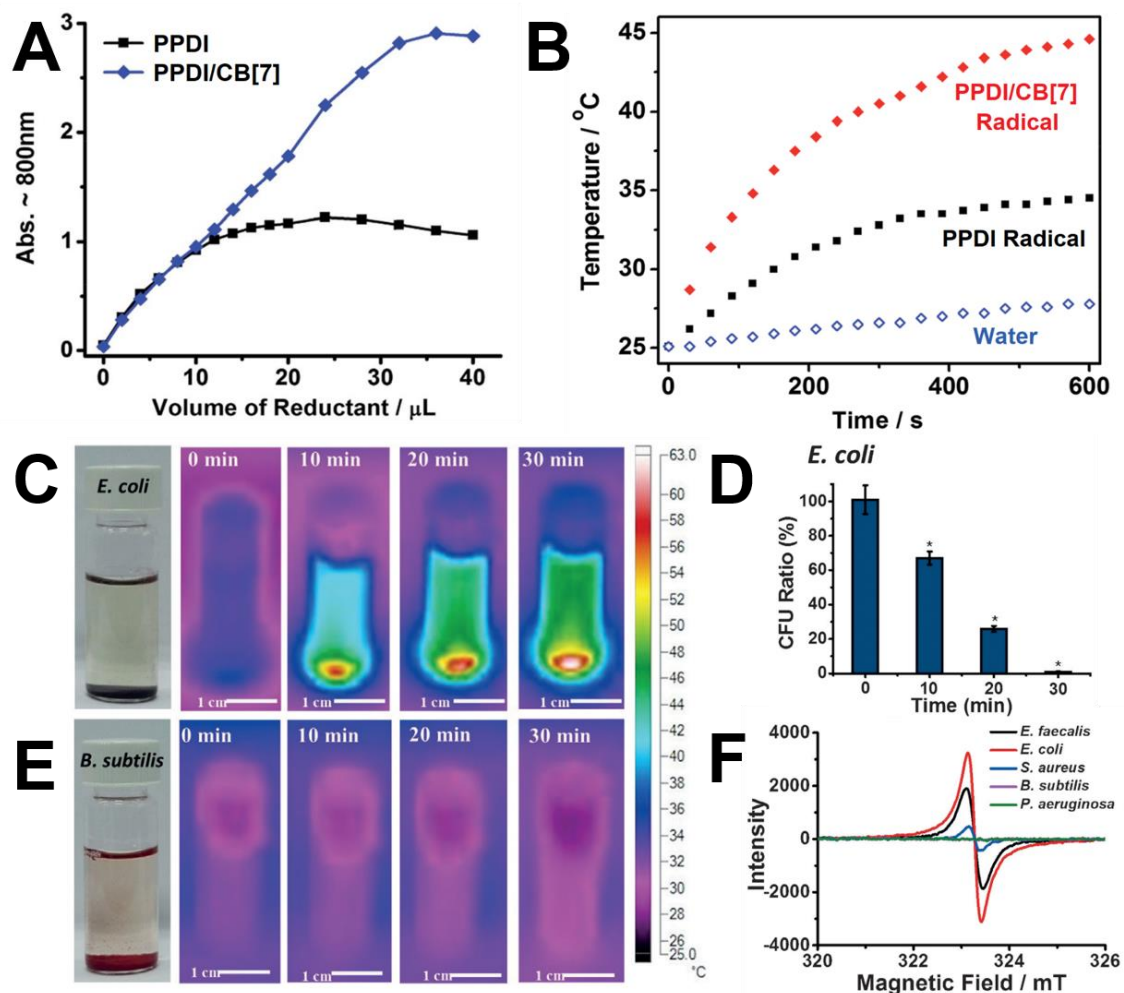 A
PPDI
PPDI/CB[7]
3
2
1
0
Abs. ~ 800nm
0
10
20
30
40
Volume of Reductant / μL
B
45
40
35
30
25
Temperature / °C
PPDI/CB[7]
Radical
PPDI Radical
Water
0
200
400
600
Time / s
C
E. coli
0 min
10 min
20 min
30 min
1 cm
1 cm
1 cm
1 cm
63.0
60
58
56
54
52
50
48
46
44
42
40
38
36
34
32
30
28
26
25.0
°C
D
E. coli
100
80
60
40
20
0
CFU Ratio (%)
*
*
*
0
10
20
30
Time (min)
E
B. subtilis
0 min
10 min
20 min
30 min
1 cm
1 cm
1 cm
1 cm
F
E. faecalis
E. coli
S. aureus
B. subtilis
P. aeruginosa
4000
2000
0
-2000
-4000
Intensity
320
322
324
326
Magnetic Field / mT